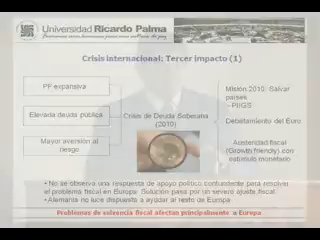 Universidad Ricardo Palma
Crisis internacional: Tercer impacto (1)
PF expansiva
Elevada deuda pública
Mayor aversión al
riesgo
Crisis de Deuda Soberana
(2010)
Misión 2010: Salvar
países
– PIIGS
Debilitamiento del Euro
Austeridad fiscal
(Growth friendly) con
estímulo monetario
• No se observa una respuesta de apoyo político contundente para resolver
el problema fiscal en Europa. Solución pasa por un severo ajuste fiscal
• Alemania no luce dispuesto a ayudar al resto de Europa
Problemas de solvencia fiscal afectan principalmente a Europa